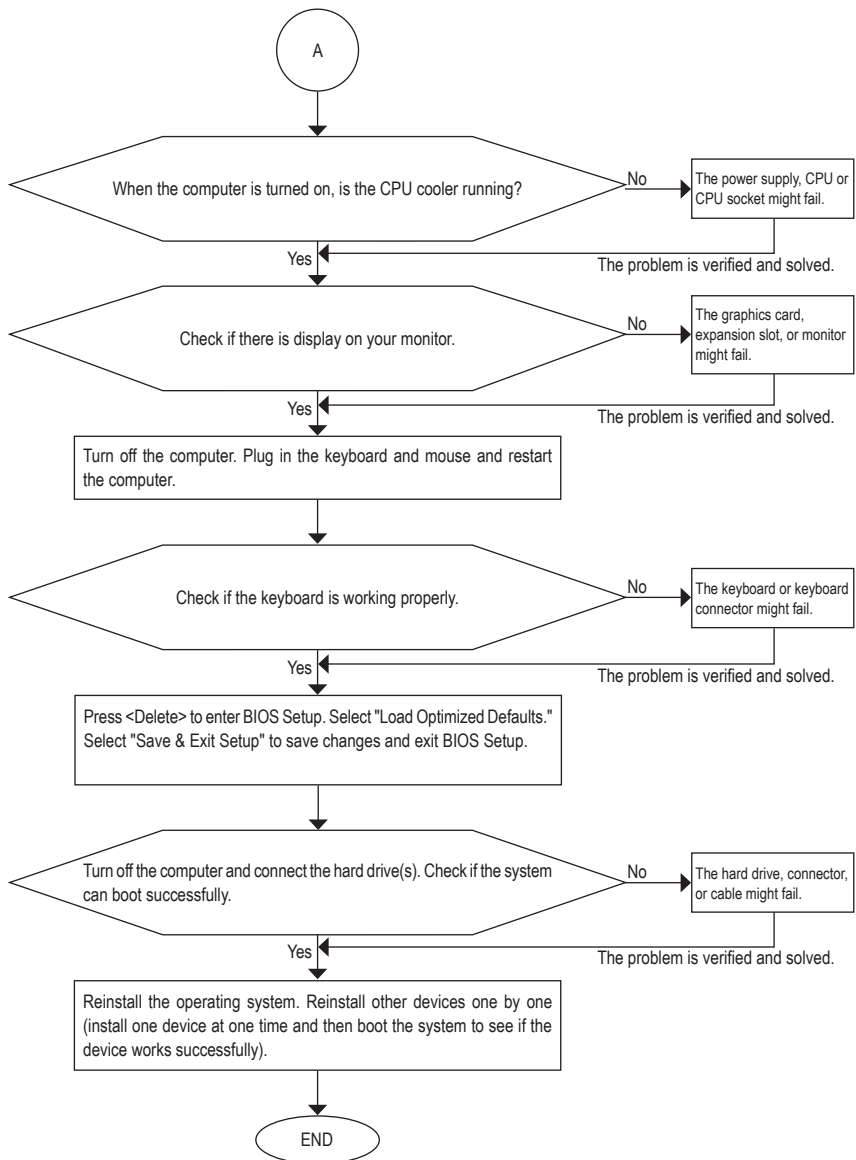 A
When the computer is turned on, is the CPU cooler running?
No
The power supply, CPU or
CPU socket might fail.
Yes
The problem is verified and solved.
Check if there is display on your monitor.
No
The graphics card,
expansion slot, or monitor
might fail.
Yes
The problem is verified and solved.
Turn off the computer. Plug in the keyboard and mouse and restart
the computer.
Check if the keyboard is working properly.
No
The keyboard or keyboard
connector might fail.
Yes
The problem is verified and solved.
Press <Delete> to enter BIOS Setup. Select "Load Optimized Defaults."
Select "Save & Exit Setup" to save changes and exit BIOS Setup.
Turn off the computer and connect the hard drive(s). Check if the system
can boot successfully.
No
The hard drive, connector,
or cable might fail.
Yes
The problem is verified and solved.
Reinstall the operating system. Reinstall other devices one by one
(install one device at one time and then boot the system to see if the
device works successfully).
END